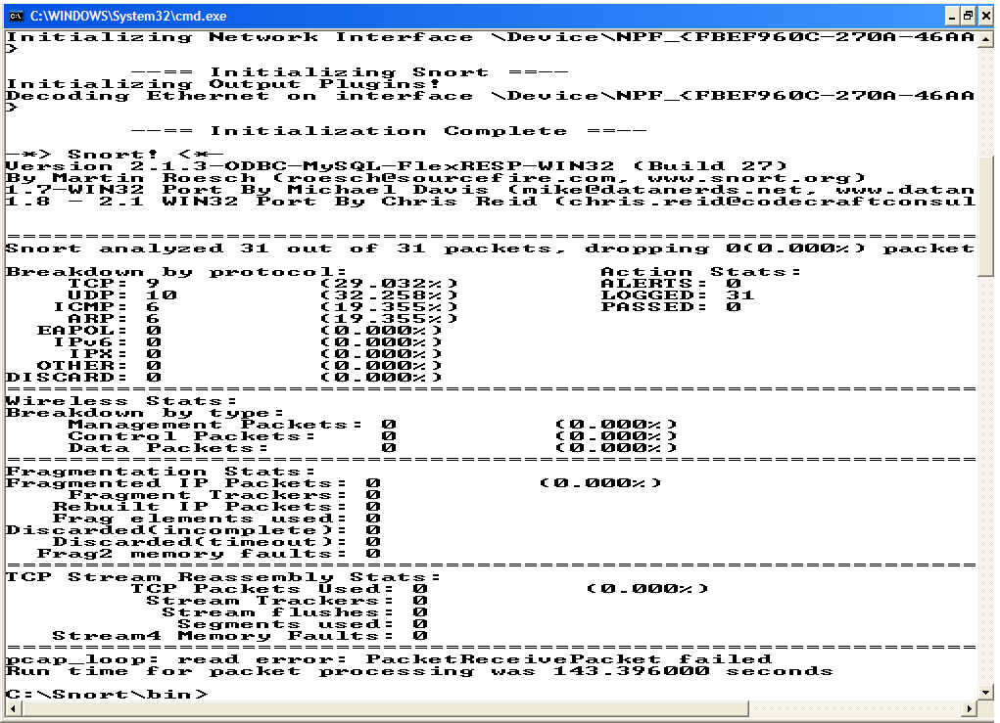 C:\WINDOWS\System32\cmd.exe
Initializing Network Interface \Device\NPF_{FBEF960C-270A-46AA
>
--== Initializing Snort ==--
Initializing Output Plugins!
Decoding Ethernet on interface \Device\NPF_{FBEF960C-270A-46AA
>
--== Initialization Complete ==--
-*> Snort! <*-
Version 2.1.3-ODBC-MySQL-FlexRESP-WIN32 (Build 27)
By Martin Roesch (roesch@sourcefire.com, www.snort.org)
1.7-WIN32 Port By Michael Davis (mike@datanerds.net, www.datan
1.8 - 2.1 WIN32 Port By Chris Reid (chris.reid@codecraftconsul
==============================================================
Snort analyzed 31 out of 31 packets, dropping 0(0.000%) packet
Breakdown by protocol: Action Stats:
TCP: 9 (29.032%) ALERTS: 0
UDP: 10 (32.258%) LOGGED: 31
ICMP: 6 (19.355%) PASSED: 0
ARP: 6 (19.355%)
EAPOL: 0 (0.000%)
IPv6: 0 (0.000%)
IPX: 0 (0.000%)
OTHER: 0 (0.000%)
DISCARD: 0 (0.000%)
==============================================================
Wireless Stats:
Breakdown by type:
Management Packets: 0 (0.000%)
Control Packets: 0 (0.000%)
Data Packets: 0 (0.000%)
==============================================================
Fragmentation Stats:
Fragmented IP Packets: 0 (0.000%)
Fragment Trackers: 0
Rebuilt IP Packets: 0
Frag elements used: 0
Discarded(incomplete): 0
Discarded(timeout): 0
Frag2 memory faults: 0
==============================================================
TCP Stream Reassembly Stats:
TCP Packets Used: 0 (0.000%)
Stream Trackers: 0
Stream flushes: 0
Segments used: 0
Stream4 Memory Faults: 0
==============================================================
pcap_loop: read error: PacketReceivePacket failed
Run time for packet processing was 143.396000 seconds
C:\Snort\bin>